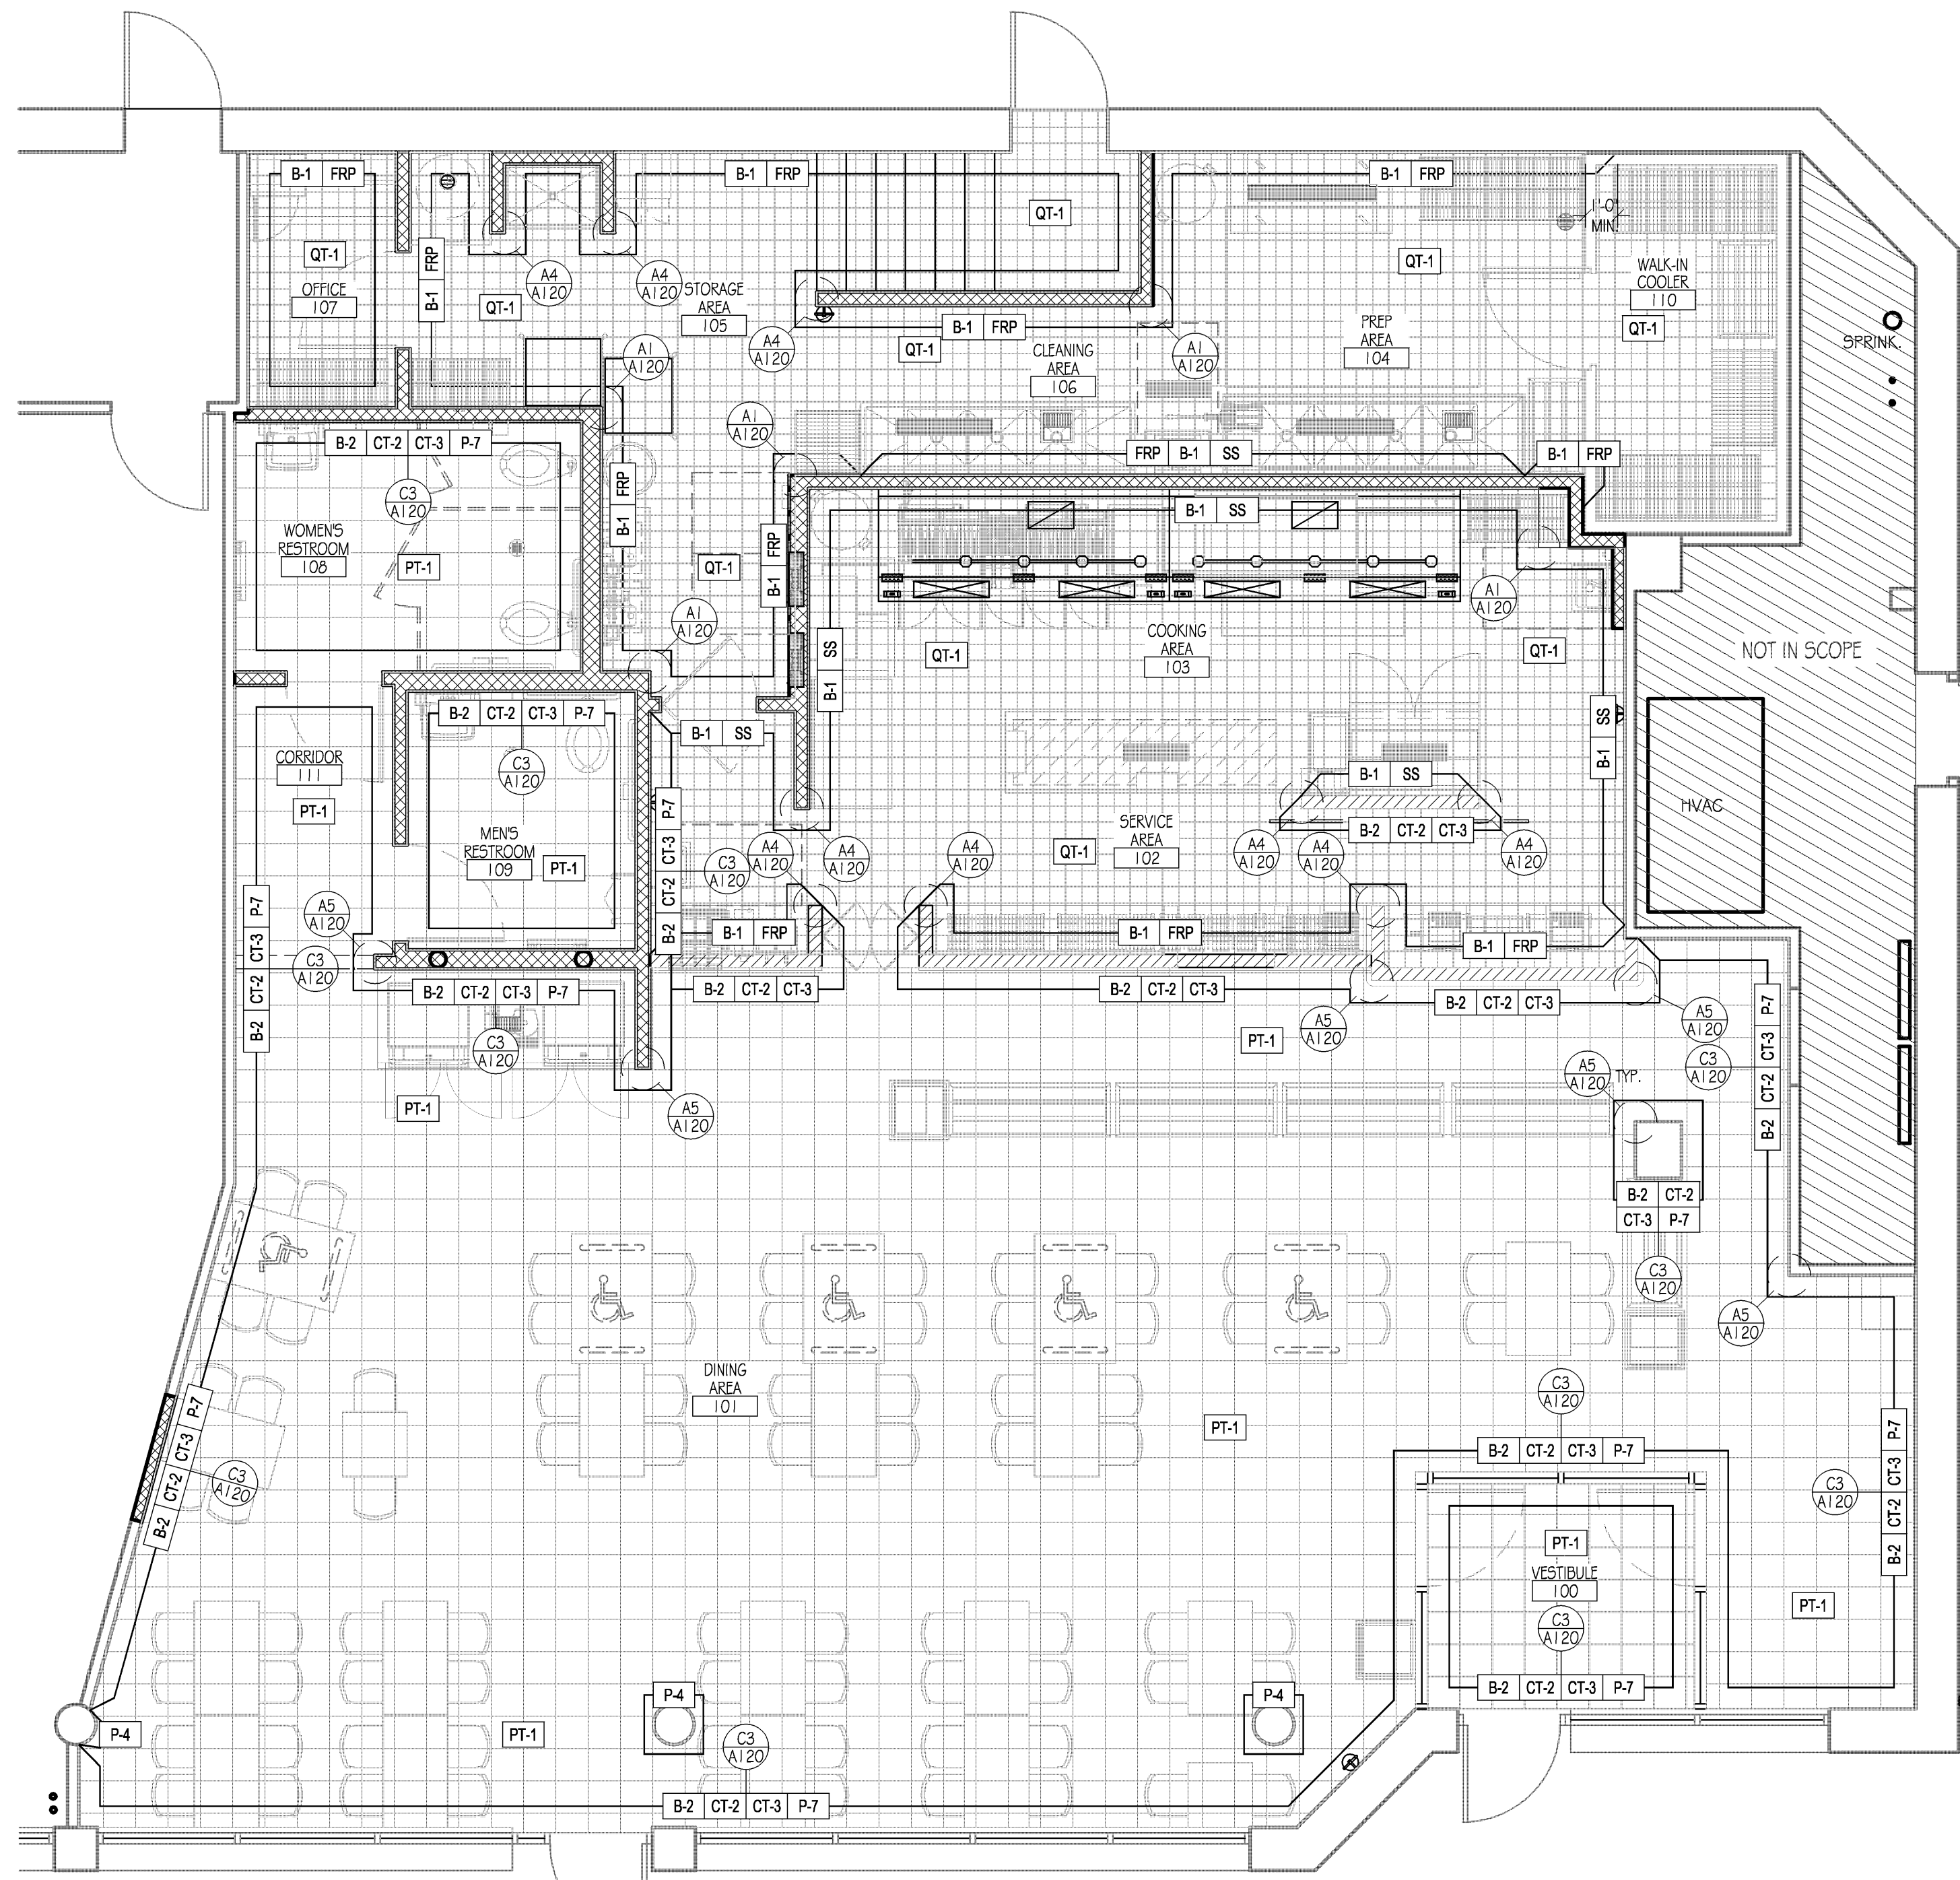 B-1 FRP
B-1 FRP
B-1 FRP
QT-1
1'-0"
MIN.
QT-1
OFFICE
107
B-1 FRP
QT-1
A4
A120
A4
A120
STORAGE
AREA
105
QT-1
WALK-IN
COOLER
110
QT-1
SPRINK.
B-1 FRP
A4
A120
QT-1
CLEANING
AREA
106
A1
A120
PREP
AREA
104
A1
A120
A1
A120
B-2 CT-2 CT-3 P-7
FRP B-1 SS
B-1 FRP
C3
A120
B-1 FRP
B-1 SS
WOMEN'S
RESTROOM
108
PT-1
B-1 FRP
QT-1
A1
A120
A1
A120
COOKING
AREA
103
QT-1
QT-1
NOT IN SCOPE
B-1 SS
B-2 CT-2 CT-3 P-7
B-1 SS
B-1 SS
CORRIDOR
111
PT-1
C3
A120
B-1 SS
HVAC
MEN'S
RESTROOM
109
PT-1
B-2 CT-2 CT-3 P-7
C3
A120
A4
A120
A4
A120
A4
A120
QT-1
SERVICE
AREA
102
B-2 CT-2 CT-3
A4
A120
A4
A120
A4
A120
A5
A120
B-2 CT-2 CT-3 P-7
C3
A120
B-1 FRP
B-1 FRP
B-1 FRP
B-2 CT-2 CT-3 P-7
B-2 CT-2 CT-3
B-2 CT-2 CT-3
B-2 CT-2 CT-3
B-2 CT-2 CT-3 P-7
C3
A120
PT-1
A5
A120
A5
A120
A5
A120
TYP.
C3
A120
PT-1
A5
A120
B-2 CT-2
CT-3 P-7
C3
A120
A5
A120
DINING
AREA
101
B-2 CT-2 CT-3 P-7
C3
A120
PT-1
C3
A120
B-2 CT-2 CT-3 P-7
B-2 CT-2 CT-3 P-7
C3
A120
PT-1
VESTIBULE
100
C3
A120
B-2 CT-2 CT-3 P-7
PT-1
P-4
P-4
P-4
PT-1
C3
A120
B-2 CT-2 CT-3 P-7